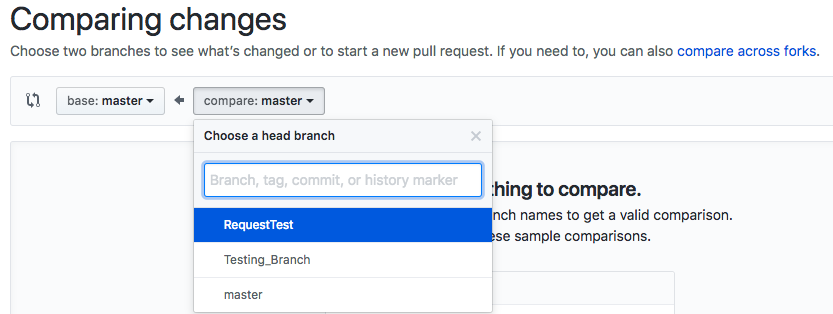 Comparing changes
Choose two branches to see what's changed or to start a new pull request. If you need to, you can also compare across forks.
base: master compare: master
Choose a head branch
Branch, tag, commit, or history marker
thing to compare.
RequestTest
nch names to get a valid comparison.
ese sample comparisons.
Testing_Branch
master